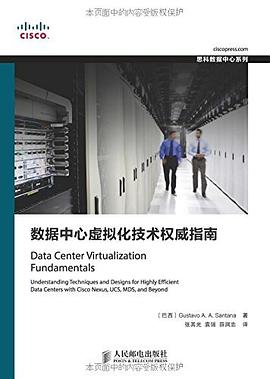 本页面中的内容受版权保护
CISCO.
ciscopress.com
思科数据中心系列
数据中心虚拟化技术权威指南
Data Center Virtualization
Fundamentals
Understanding Techniques and Designs for Highly Efficient
Data Centers with Cisco Nexus, UCS, MDS, and Beyond
[巴西] Gustavo A. A. Santana 著
张其光 袁强 薛润忠 译
人民邮电出版社
POSTS & TELECOM PRESS
本页面中的内容受版权保护